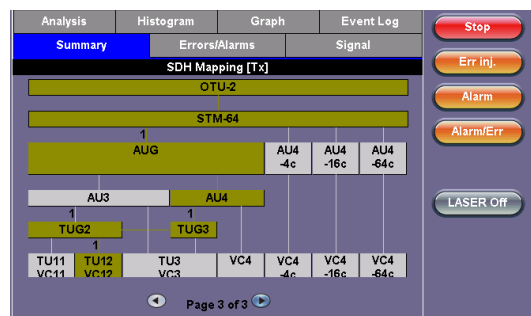 Analysis Histogram Graph Event Log
Stop
Summary Errors/Alarms Signal
SDH Mapping [Tx]
Err inj.
OTU-2
Alarm
STM-64
1
Alarm/Err
AUG AU4 -4c AU4 -16c AU4 -64c
AU3 AU4
LASER Off
1 1
TUG2 TUG3
1
TU11 VC11 TU12 VC12 TU3 VC3 VC4 VC4 -4c VC4 -16c VC4 -64c
Page 3 of 3